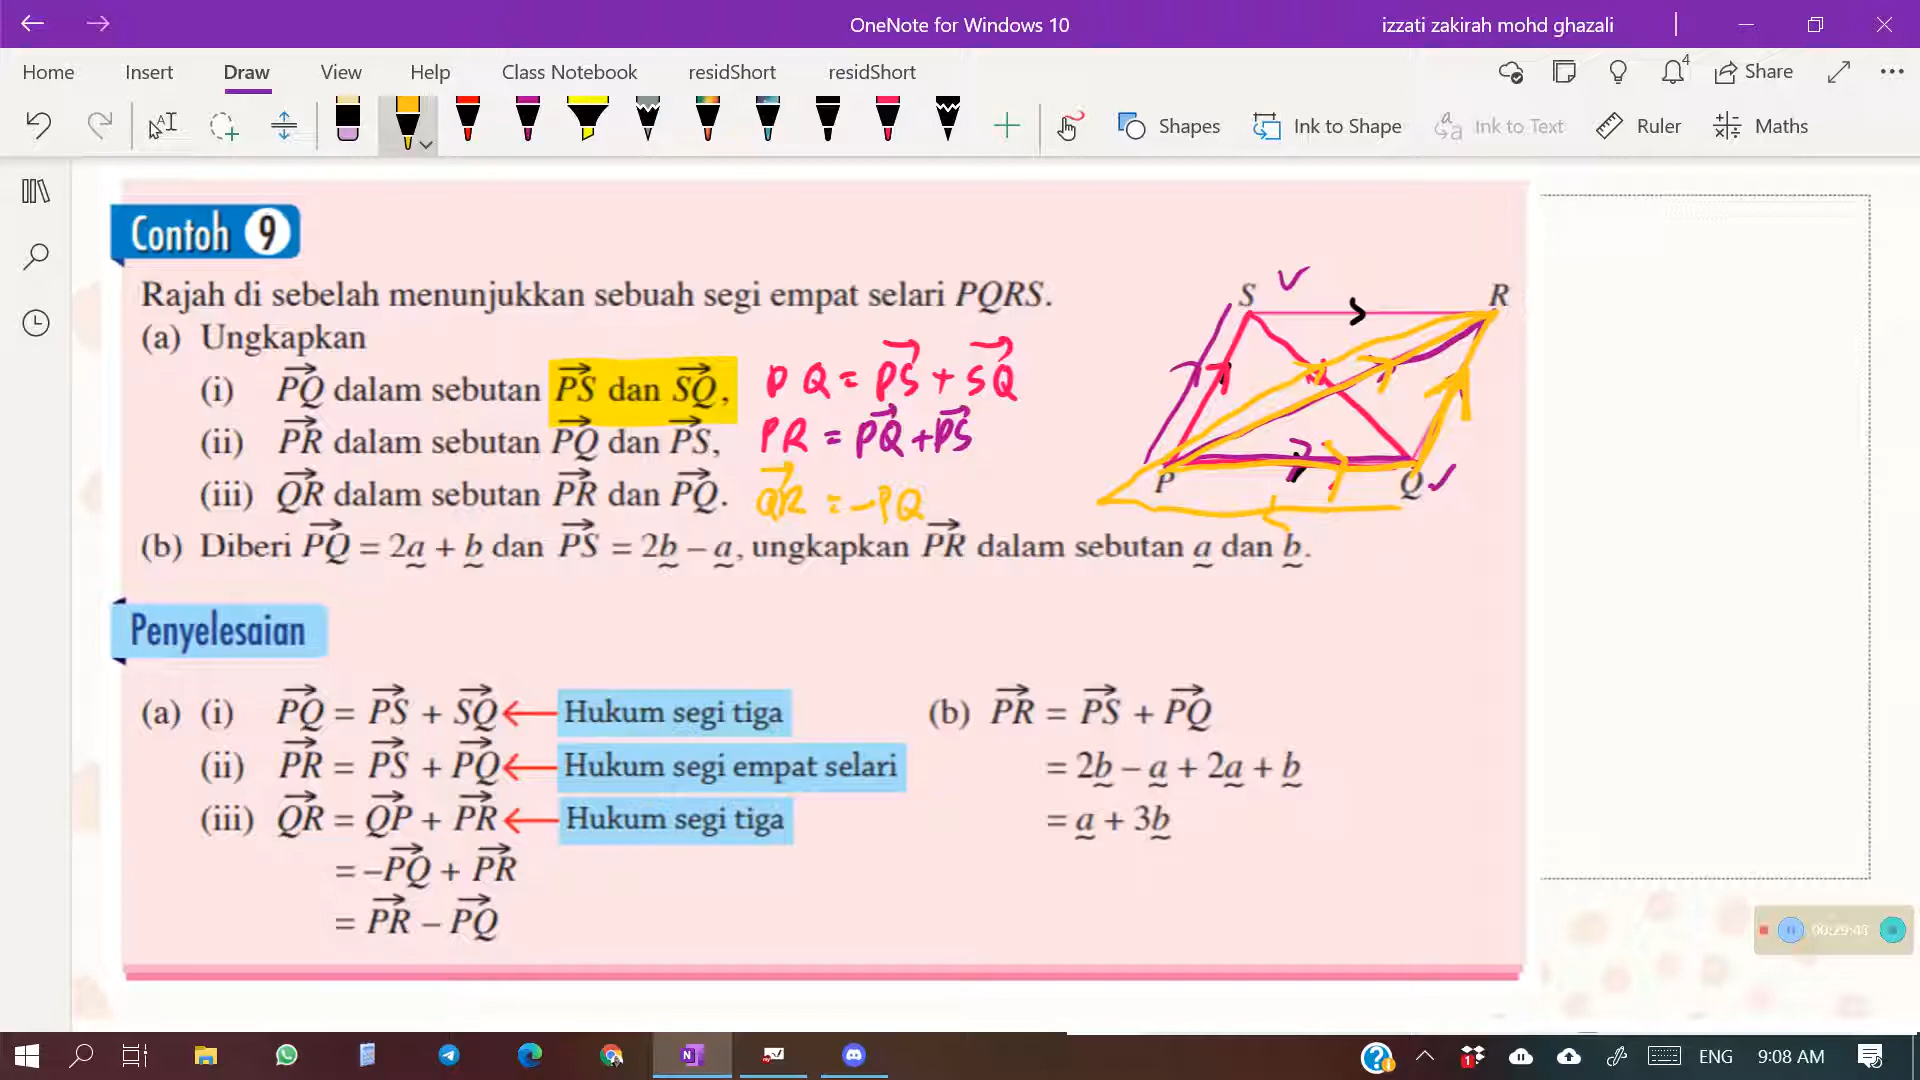 OneNote for Windows 10
izzati zakirah mohd ghazali
Home Insert Draw View Help Class Notebook residShort residShort
4
Share
Shapes Ink to Shape Ink to Text Ruler Maths
Contoh 9
Rajah di sebelah menunjukkan sebuah segi empat selari PQRS.
(a) Ungkapkan
(i) PQ⃗ dalam sebutan PS⃗ dan SQ⃗,
PQ = PS⃗ + SQ⃗
(ii) PR⃗ dalam sebutan PQ⃗ dan PS⃗,
PR = PQ⃗ + PS⃗
(iii) QR⃗ dalam sebutan PR⃗ dan PQ⃗.
QR⃗ = -PQ
S R
P Q
(b) Diberi PQ⃗ = 2a̰ + b̰ dan PS⃗ = 2b̰ – a̰, ungkapkan PR⃗ dalam sebutan a̰ dan b̰.
Penyelesaian
(a) (i) PQ⃗ = PS⃗ + SQ⃗ ← Hukum segi tiga
(ii) PR⃗ = PS⃗ + PQ⃗ ← Hukum segi empat selari
(iii) QR⃗ = QP⃗ + PR⃗ ← Hukum segi tiga
= –PQ⃗ + PR⃗
= PR⃗ – PQ⃗
(b) PR⃗ = PS⃗ + PQ⃗
= 2b̰ – a̰ + 2a̰ + b̰
= a̰ + 3b̰
ENG 9:08 AM